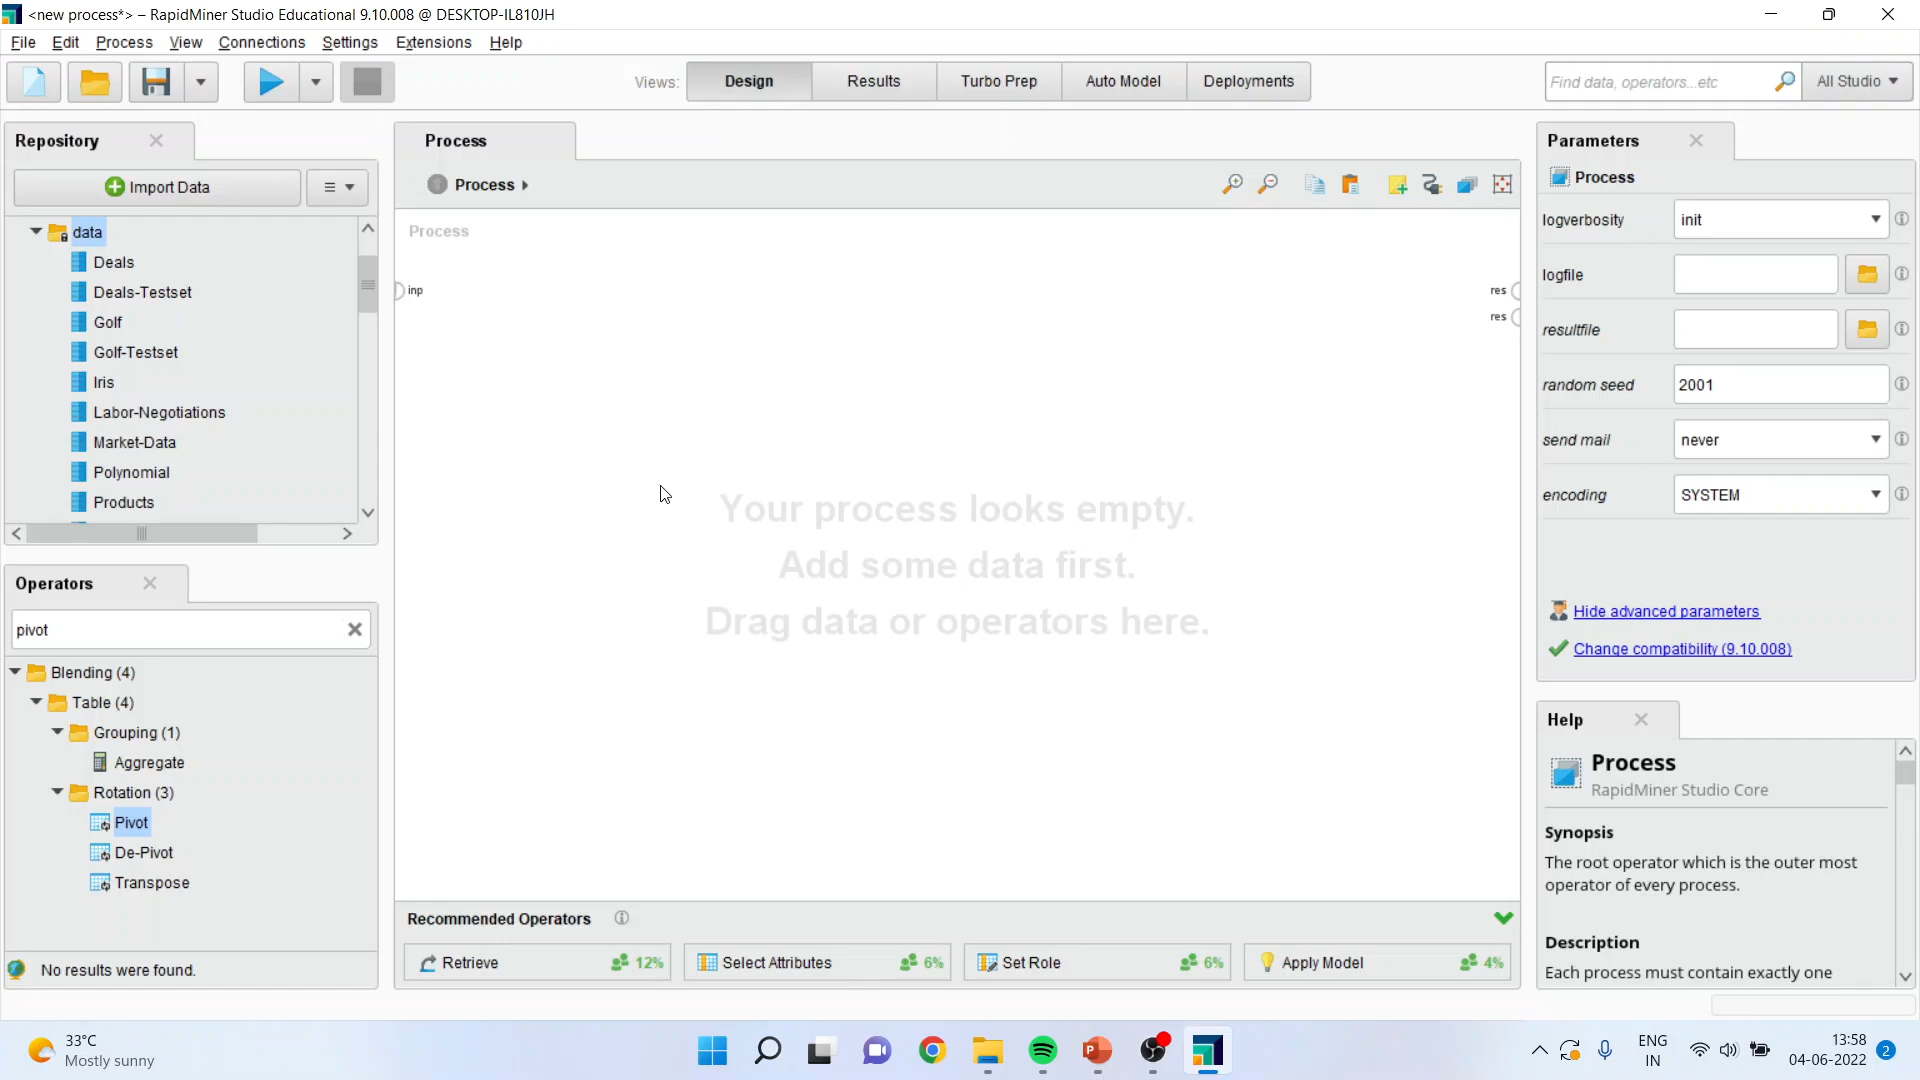 <new process*> – RapidMiner Studio Educational 9.10.008 @ DESKTOP-IL810JH
File Edit Process View Connections Settings Extensions Help
Views: Design Results Turbo Prep Auto Model Deployments
Find data, operators...etc All Studio
Repository
Import Data
data
Deals
Deals-Testset
Golf
Golf-Testset
Iris
Labor-Negotiations
Market-Data
Polynomial
Products
Operators
pivot
Blending (4)
Table (4)
Grouping (1)
Aggregate
Rotation (3)
Pivot
De-Pivot
Transpose
No results were found.
Process
Process
Process
inp
res
res
Your process looks empty.
Add some data first.
Drag data or operators here.
Recommended Operators
Retrieve 12%
Select Attributes 6%
Set Role 6%
Apply Model 4%
Parameters
Process
logverbosity init
logfile
resultfile
random seed 2001
send mail never
encoding SYSTEM
Hide advanced parameters
Change compatibility (9.10.008)
Help
Process
RapidMiner Studio Core
Synopsis
The root operator which is the outer most
operator of every process.
Description
Each process must contain exactly one
33°C
Mostly sunny
ENG
IN
13:58
04-06-2022
2